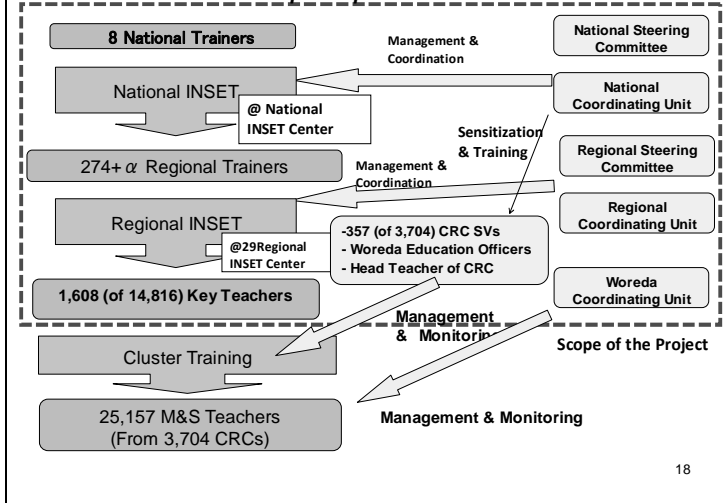 8 National Trainers
National INSET
@ National
INSET Center
274+ α Regional Trainers
Regional INSET
@29Regional
INSET Center
1,608 (of 14,816) Key Teachers
Cluster Training
25,157 M&S Teachers
(From 3,704 CRCs)
Management &
Coordination
Sensitization
& Training
Management &
Coordination
-357 (of 3,704) CRC SVs
- Woreda Education Officers
- Head Teacher of CRC
Management
& Monitoring
Management & Monitoring
National Steering
Committee
National
Coordinating Unit
Regional Steering
Committee
Regional
Coordinating Unit
Woreda
Coordinating Unit
Scope of the Project
18